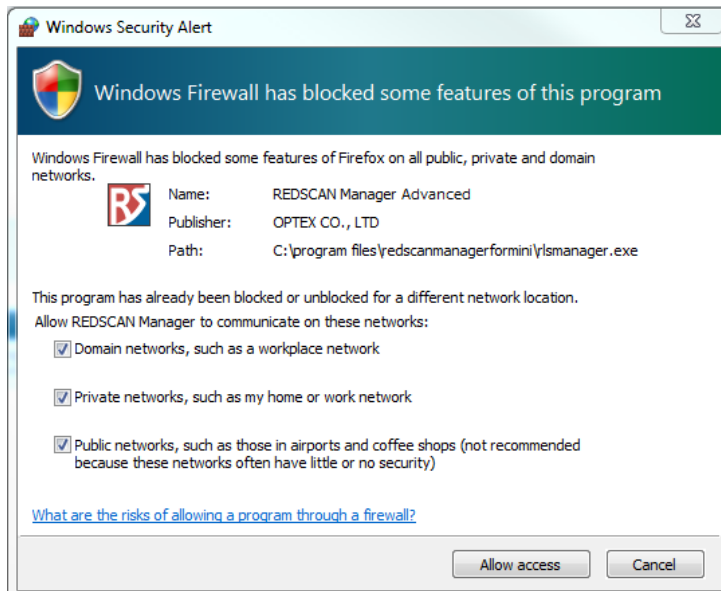 Windows Security Alert
Windows Firewall has blocked some features of this program
Windows Firewall has blocked some features of Firefox on all public, private and domain
networks.
RS
Name: REDSCAN Manager Advanced
Publisher: OPTEX CO., LTD
Path: C:\program files\redscanmanagerformini\rlsmanager.exe
This program has already been blocked or unblocked for a different network location.
Allow REDSCAN Manager to communicate on these networks:
Domain networks, such as a workplace network
Private networks, such as my home or work network
Public networks, such as those in airports and coffee shops (not recommended
because these networks often have little or no security)
What are the risks of allowing a program through a firewall?
Allow access Cancel